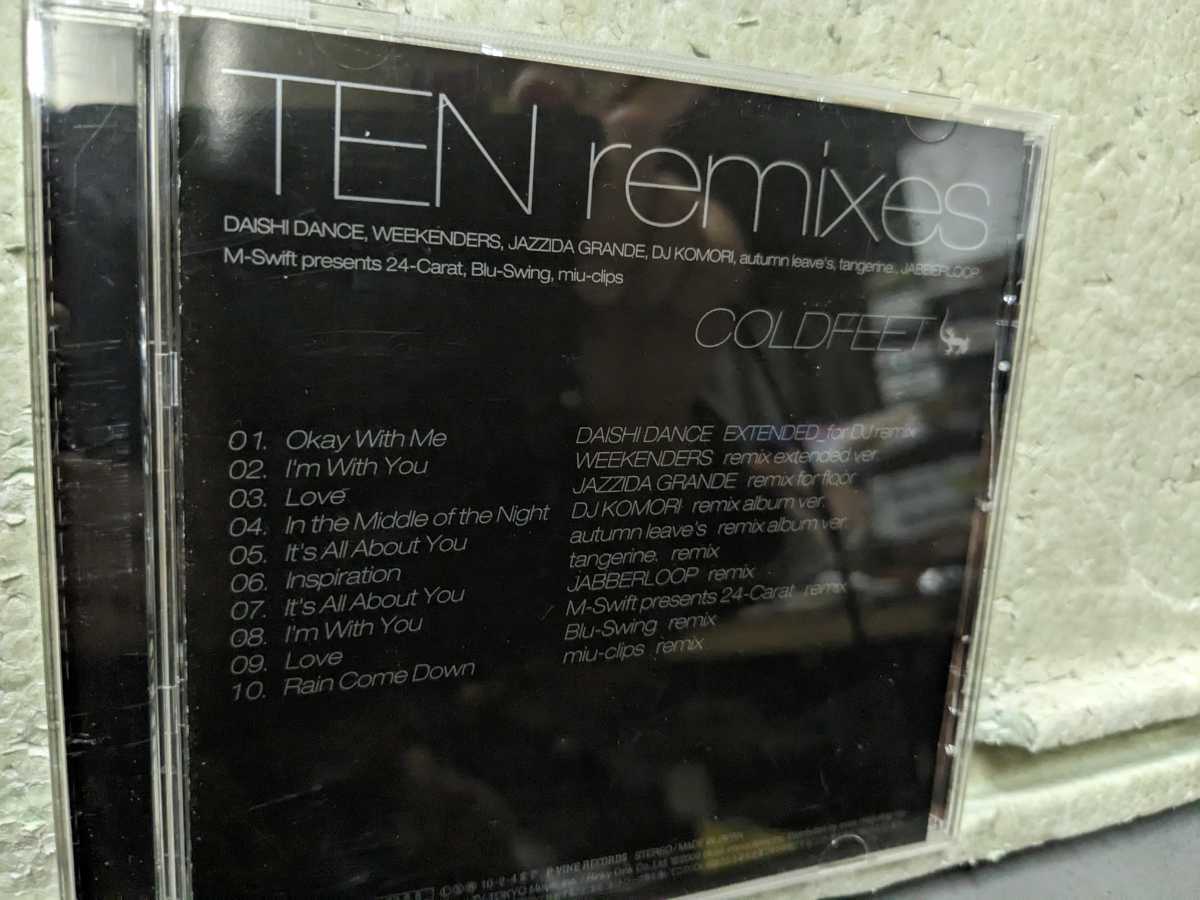 TEN remixes
DAISHI DANCE, WEEKENDERS, JAZZIDA GRANDE, DJ KOMORI, autumn leave's, tangerine. JABBERLOOP
M-Swift presents 24-Carat, Blu-Swing, miu-clips
COLDFEET
01. Okay With Me DAISHI DANCE EXTENDED_for DJ remix
02. I'm With You WEEKENDERS remix extended ver.
03. Love JAZZIDA GRANDE remix for floor
04. In the Middle of the Night DJ KOMORI remix album ver.
05. It's All About You autumn leave's remix album ver.
06. Inspiration tangerine. remix
07. It's All About You JABBERLOOP remix
08. I'm With You M-Swift presents 24-Carat remix
09. Love Blu-Swing remix
10. Rain Come Down miu-clips remix
P-VINE RECORDS STEREO/MADE IN JAPAN